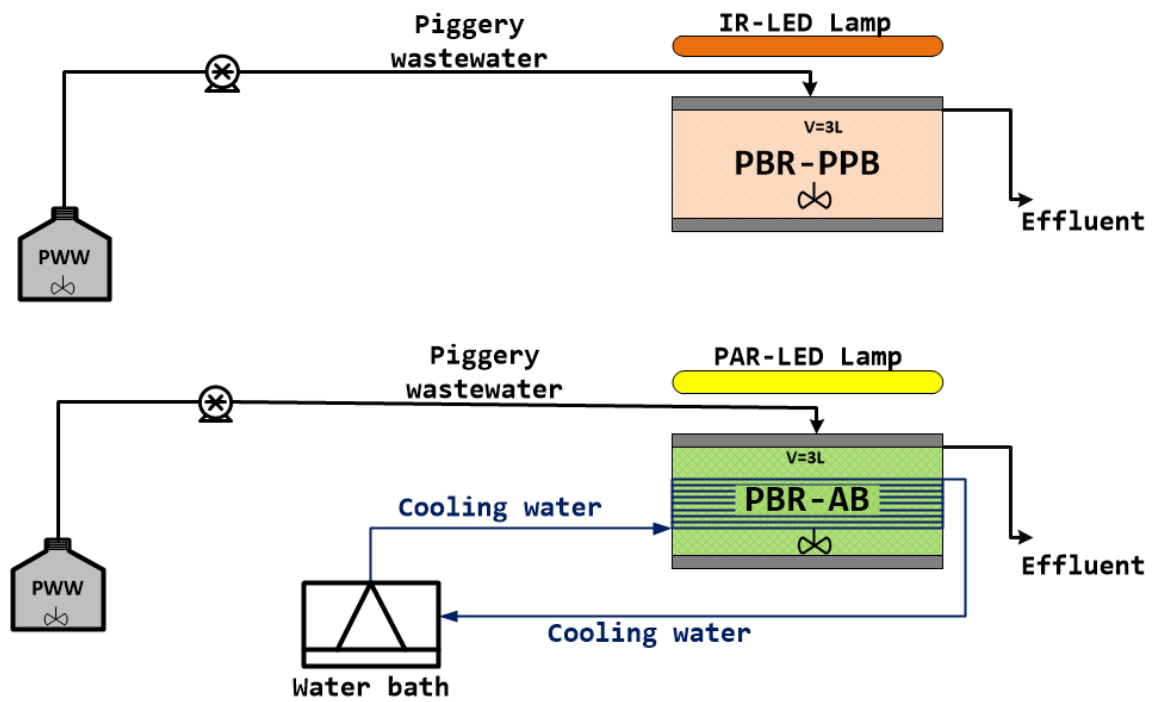 Piggery
wastewater
IR-LED Lamp
V=3L
PBR-PPB
Effluent
PWW
Piggery
wastewater
PAR-LED Lamp
V=3L
PBR-AB
Cooling water
Effluent
PWW
Cooling water
Water bath